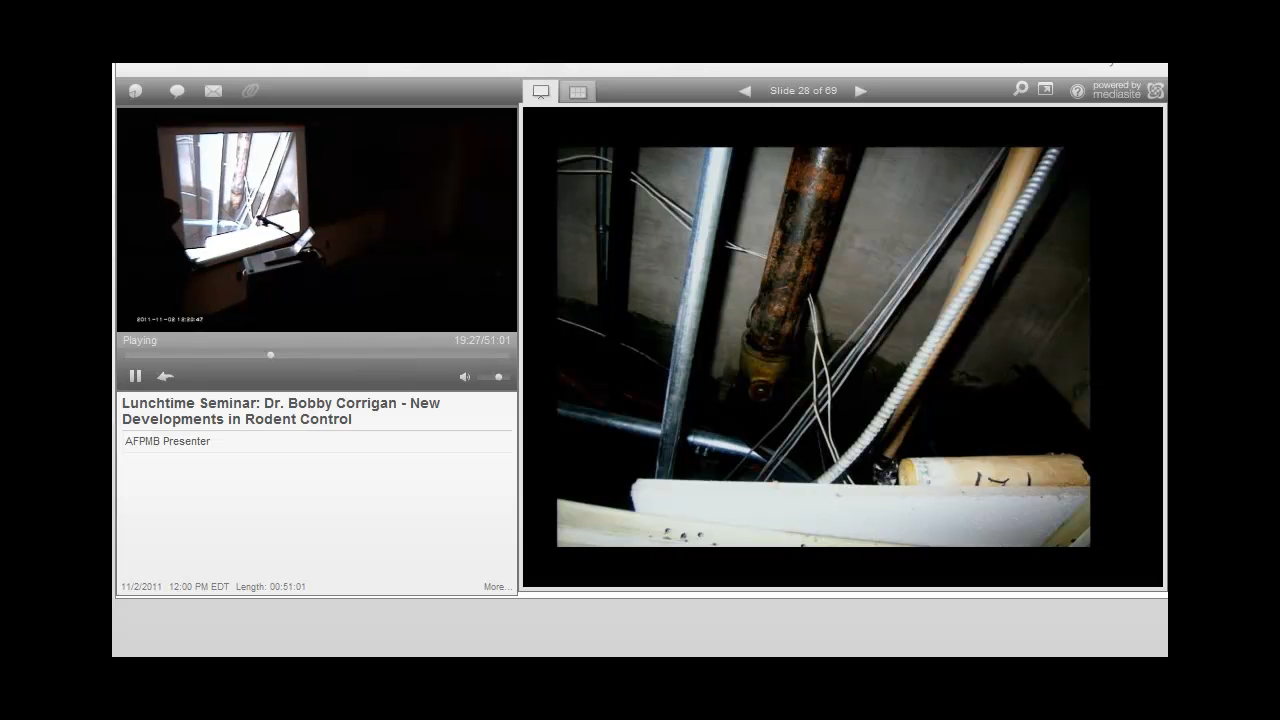 Slide 28 of 69
powered by
mediasite
2011-11-02 12:20:47
Playing
19:27/51:01
Lunchtime Seminar: Dr. Bobby Corrigan - New
Developments in Rodent Control
AFPMB Presenter
11/2/2011 12:00 PM EDT Length: 00:51:01
More...